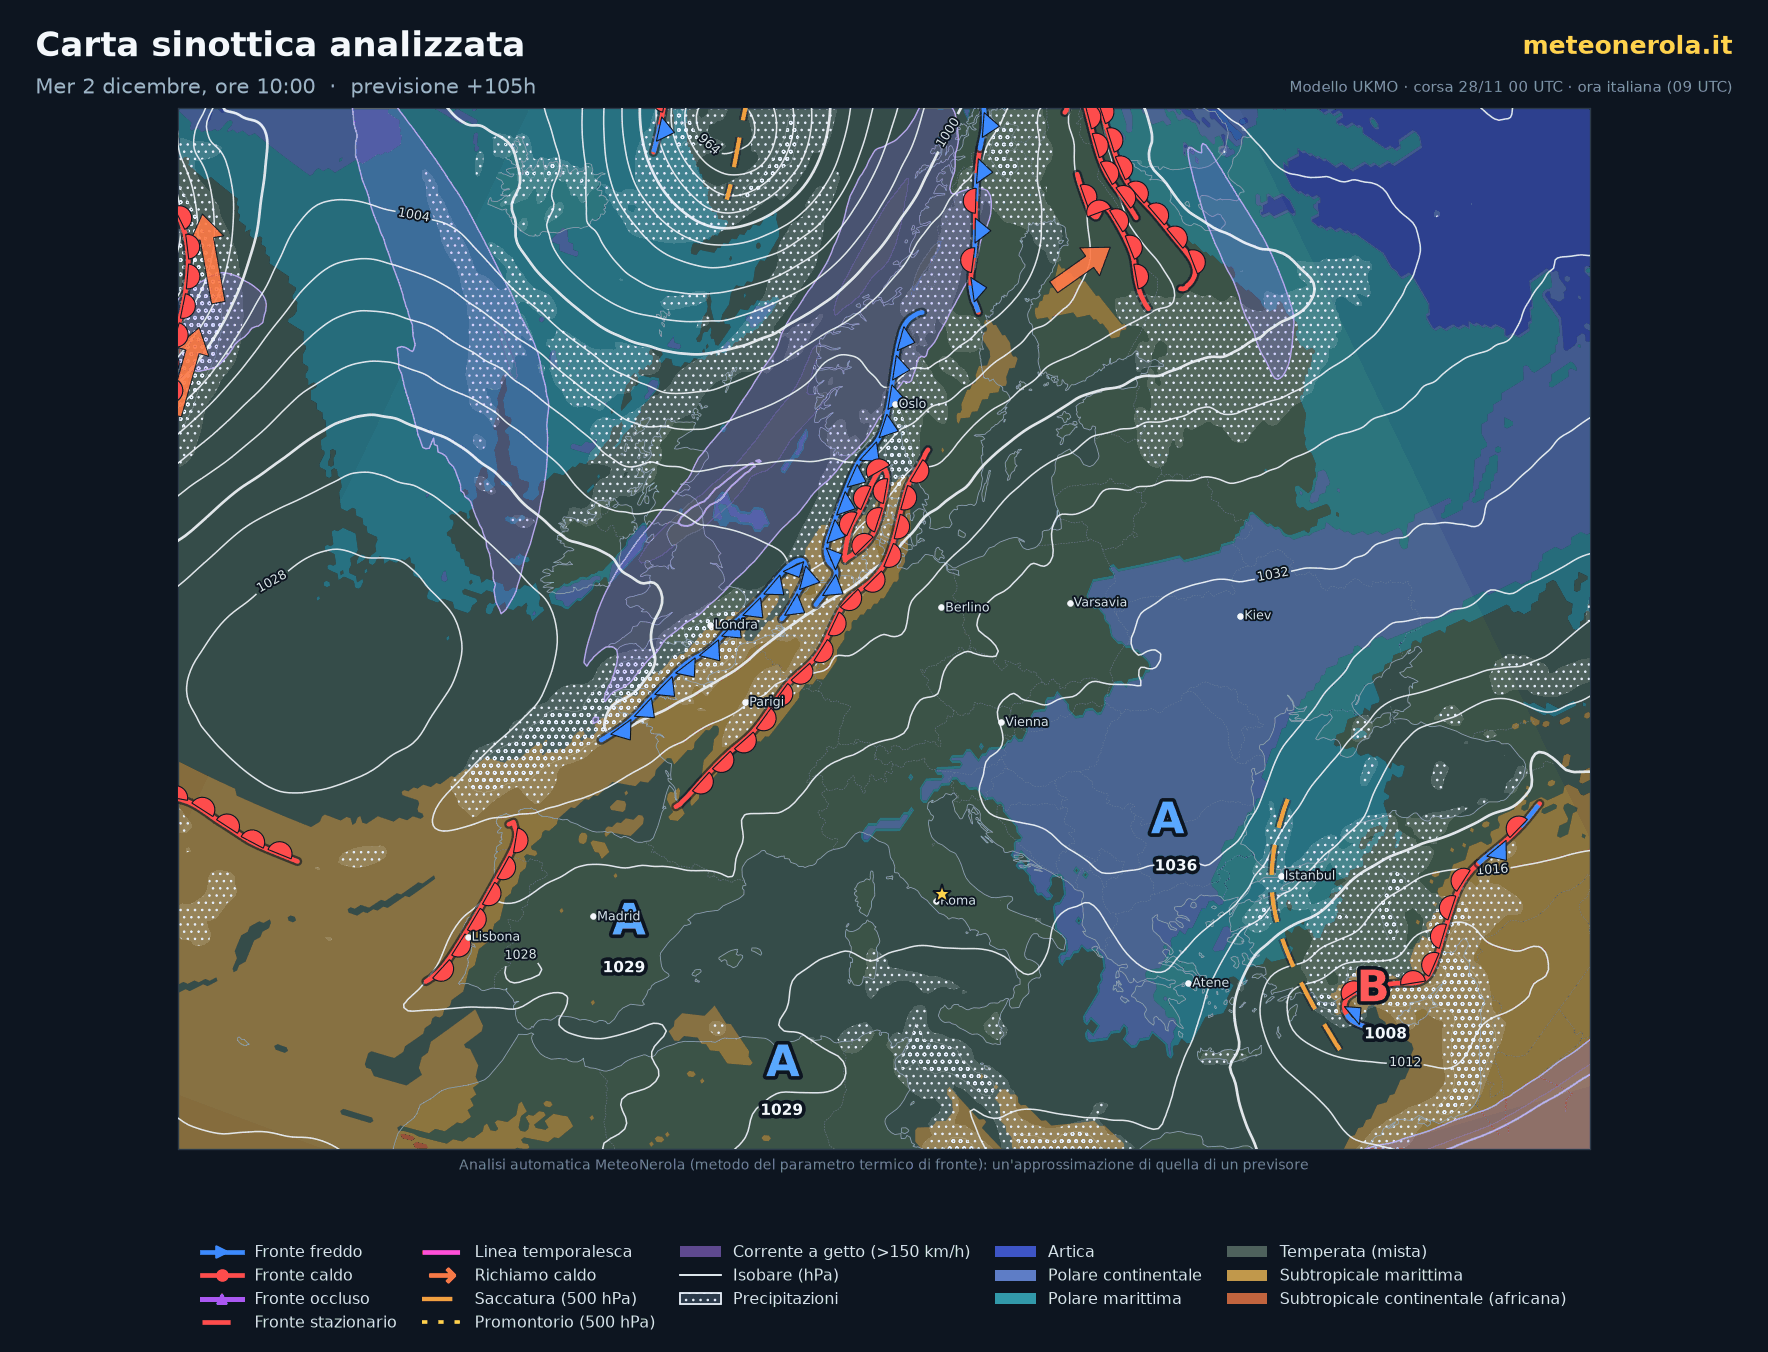 Carta sinottica analizzata
meteonerola.it
Mer 2 dicembre, ore 10:00 · previsione +105h
Modello UKMO · corsa 28/11 00 UTC · ora italiana (09 UTC)
964
1000
1004
Oslo
1028
1032
Berlino
Varsavia
Kiev
Londra
Parigi
Vienna
A
1036
1016
Istanbul
Roma
Madrid
A
Lisbona
1028
1029
Atene
B
1008
A
1012
1029
Analisi automatica MeteoNerola (metodo del parametro termico di fronte): un'approssimazione di quella di un previsore
Fronte freddo
Linea temporalesca
Corrente a getto (>150 km/h)
Artica
Temperata (mista)
Fronte caldo
Richiamo caldo
Isobare (hPa)
Polare continentale
Subtropicale marittima
Fronte occluso
Saccatura (500 hPa)
Precipitazioni
Polare marittima
Subtropicale continentale (africana)
Fronte stazionario
Promontorio (500 hPa)